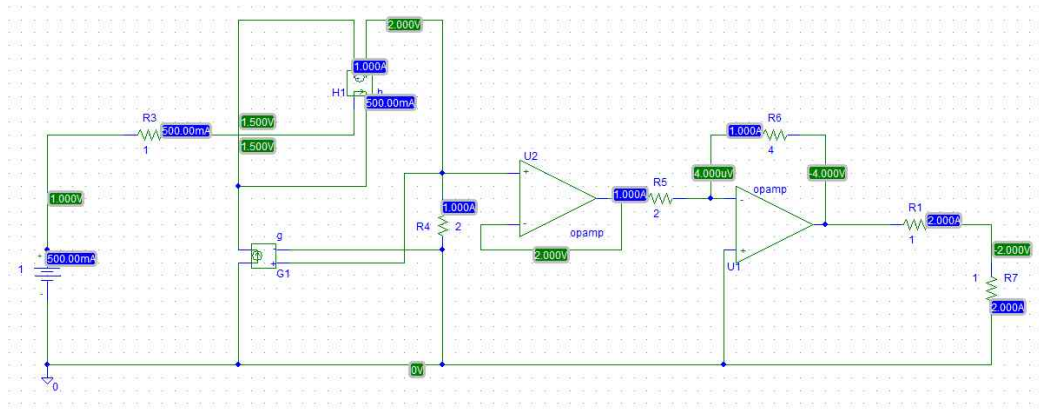 2.000V
1.000A
H1
h
500.00mA
R3
500.00mA
1
1.500V
1.500V
R6
1.000A
4
U2
+
-
opamp
2.000V
1.000A
R5
2
4.000uV
-4.000V
opamp
-
+
U1
1.000V
1.000A
R4
2
R1
2.000A
1
g
+
G1
-2.000V
1
R7
2.000A
+
500.00mA
1
-
0V
0